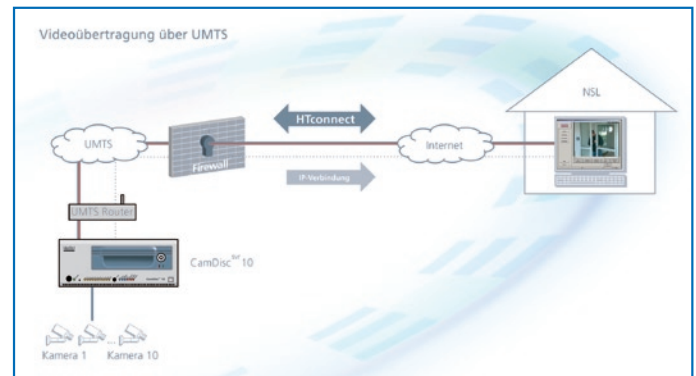 Videoübertragung über UMTS
NSL
HTconnect
UMTS
Firewall
Internet
IP-Verbindung
UMTS Router
CamDisc 10
Kamera 1 ... Kamera 10